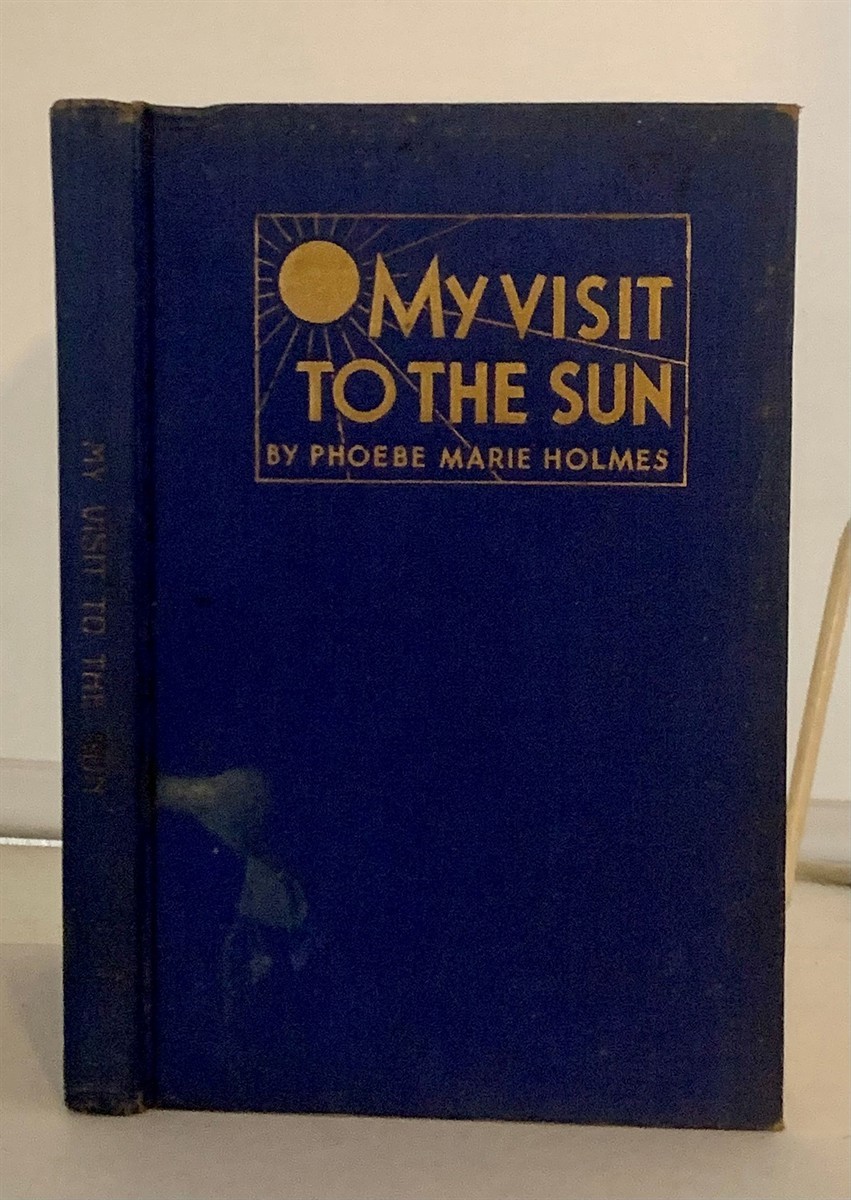 My VISIT
TO THE SUN
BY PHOEBE MARIE HOLMES
MY VISIT TO THE SUN